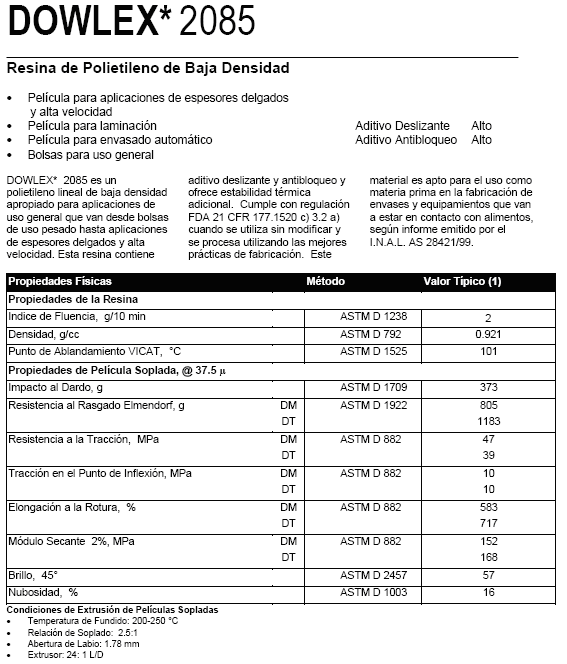 DOWLEX* 2085
Resina de Polietileno de Baja Densidad
• Película para aplicaciones de espesores delgados
y alta velocidad
• Película para laminación Aditivo Deslizante Alto
• Película para envasado automático Aditivo Antibloqueo Alto
• Bolsas para uso general
DOWLEX* 2085 es un
polietileno lineal de baja densidad
apropiado para aplicaciones de
uso general que van desde bolsas
de uso pesado hasta aplicaciones
de espesores delgados y alta
velocidad. Esta resina contiene
aditivo deslizante y antibloqueo y
ofrece estabilidad térmica
adicional. Cumple con regulación
FDA 21 CFR 177.1520 c) 3.2 a)
cuando se utiliza sin modificar y
se procesa utilizando las mejores
prácticas de fabricación. Este
material es apto para el uso como
materia prima en la fabricación de
envases y equipamientos que van
a estar en contacto con alimentos,
según informe emitido por el
I.N.A.L. AS 28421/99.
Propiedades Físicas Método Valor Típico (1)
Propiedades de la Resina
Indice de Fluencia, g/10 min ASTM D 1238 2
Densidad, g/cc ASTM D 792 0.921
Punto de Ablandamiento VICAT, °C ASTM D 1525 101
Propiedades de Película Soplada, @ 37.5 µ
Impacto al Dardo, g ASTM D 1709 373
Resistencia al Rasgado Elmendorf, g DM ASTM D 1922 805
DT 1183
Resistencia a la Tracción, MPa DM ASTM D 882 47
DT 39
Tracción en el Punto de Inflexión, MPa DM ASTM D 882 10
DT 10
Elongación a la Rotura, % DM ASTM D 882 583
DT 717
Módulo Secante 2%, MPa DM ASTM D 882 152
DT 168
Brillo, 45° ASTM D 2457 57
Nubosidad, % ASTM D 1003 16
Condiciones de Extrusión de Películas Sopladas
• Temperatura de Fundido: 200-250 °C
• Relación de Soplado: 2.5:1
• Abertura de Labio: 1.78 mm
• Extrusor: 24: 1 L/D